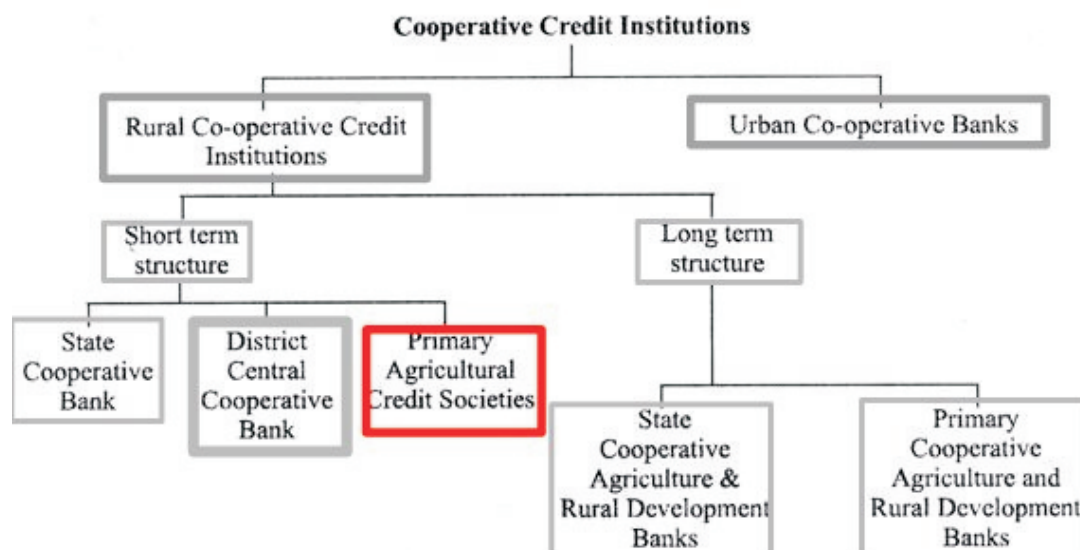 Cooperative Credit Institutions
Rural Co-operative Credit
Institutions
Urban Co-operative Banks
Short term
structure
Long term
structure
State
Cooperative
Bank
District
Central
Cooperative
Bank
Primary
Agricultural
Credit Societies
State
Cooperative
Agriculture &
Rural Development
Banks
Primary
Cooperative
Agriculture and
Rural Development
Banks